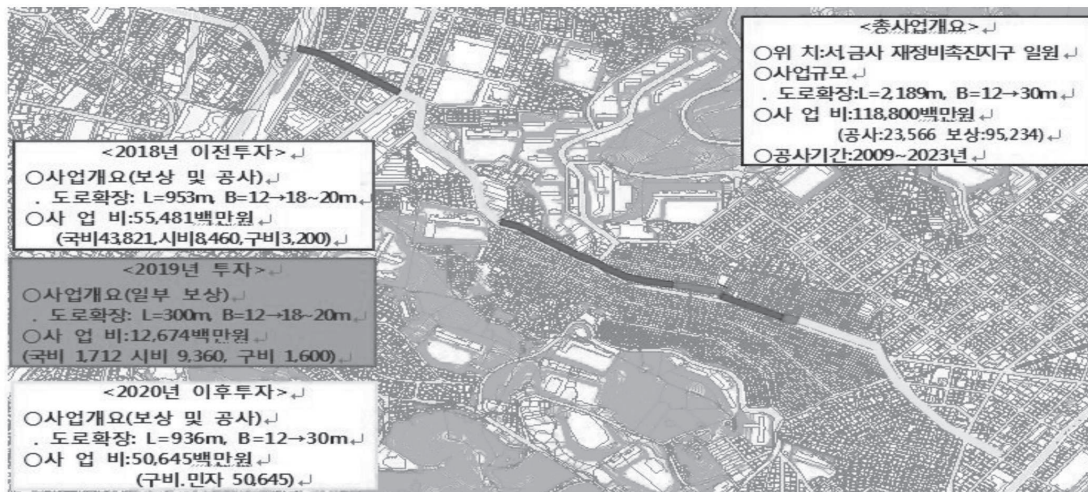 <총사업개요>↵
○위 치:서,금사 재정비촉진지구 일원
○사업규모
. 도로확장:L=2,189m, B=12→30m↵
○사 업 비:118,800백만원
(공사:23,566 보상:95,234)↵
○공사기간:2009~2023년↵
<2018년 이전투자>↵
○사업개요(보상 및 공사)↵
. 도로확장: L=953m, B=12→18~20m↵
○사 업 비:55,481백만원↵
(국비43,821,시비8,460,구비3,200)↵
<2019년 투자>↵
○사업개요(일부 보상)↵
. 도로확장: L=300m, B=12→18~20m↵
○사 업 비:12,674백만원↵
(국비 1,712 시비 9,360, 구비 1,600)↵
<2020년 이후투자>↵
○사업개요(보상 및 공사)↵
. 도로확장: L=936m, B=12→30m↵
○사 업 비:50,645백만원↵
(구비.민자 50,645)↵